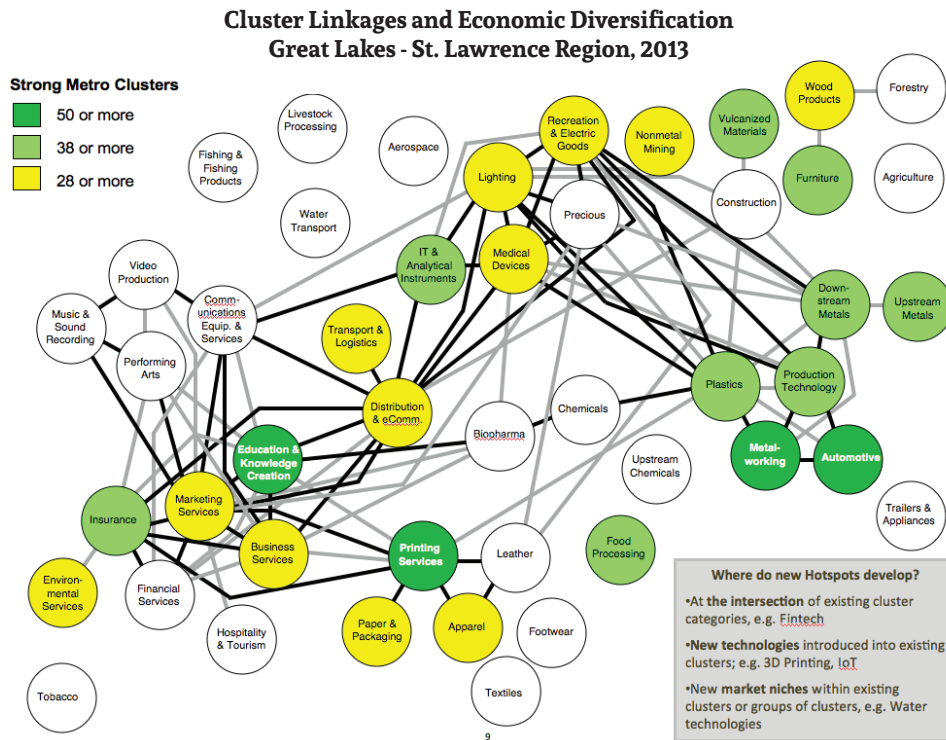 Cluster Linkages and Economic Diversification
Great Lakes - St. Lawrence Region, 2013
Strong Metro Clusters
50 or more
38 or more
28 or more
Livestock
Processing
Fishing &
Fishing
Products
Water
Transport
Aerospace
Recreation
& Electric
Goods
Nonmetal
Mining
Vulcanized
Materials
Wood
Products
Forestry
Lighting
Precious
Construction
Furniture
Agriculture
Video
Production
Music &
Sound
Recording
Performing
Arts
Comm-
unications
Equip. &
Services
IT &
Analytical
Instruments
Medical
Devices
Transport &
Logistics
Down-
stream
Metals
Upstream
Metals
Distribution
& eComm.
Biopharma
Chemicals
Plastics
Production
Technology
Education &
Knowledge
Creation
Upstream
Chemicals
Metal-
working
Automotive
Insurance
Marketing
Services
Business
Services
Printing
Services
Leather
Food
Processing
Trailers &
Appliances
Environ-
mental
Services
Financial
Services
Hospitality
& Tourism
Paper &
Packaging
Apparel
Footwear
Textiles
Tobacco
Where do new Hotspots develop?
•At the intersection of existing cluster
categories, e.g. Fintech
•New technologies introduced into existing
clusters; e.g. 3D Printing, IoT
•New market niches within existing
clusters or groups of clusters, e.g. Water
technologies
9